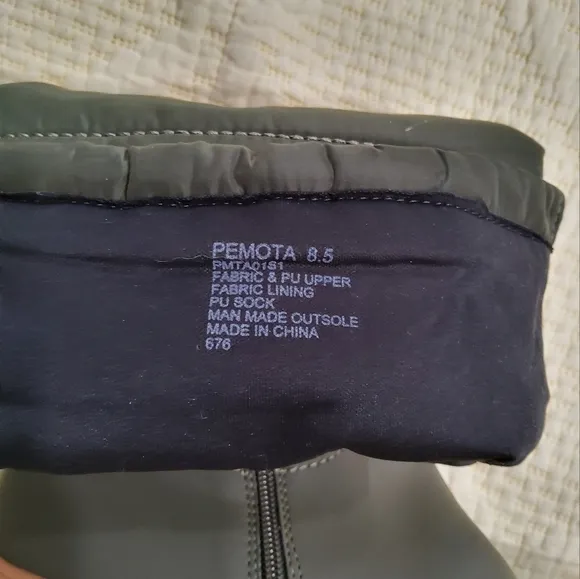 PEMOTA 8.5
PMTA01S1
FABRIC & PU UPPER
FABRIC LINING
PU SOCK
MAN MADE OUTSOLE
MADE IN CHINA
676